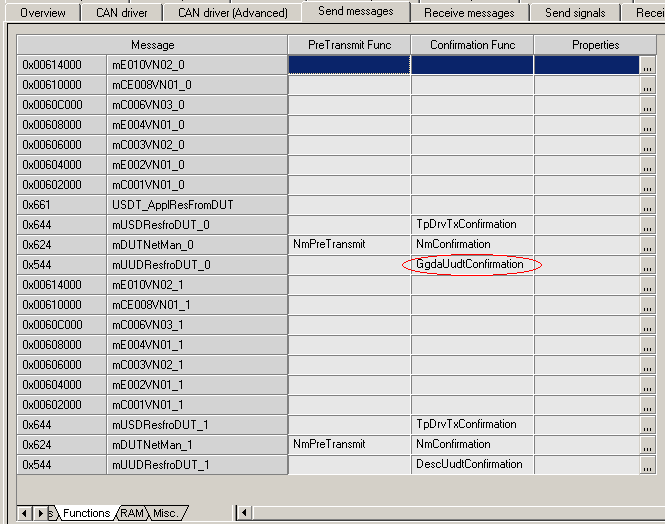 Overview CAN driver CAN driver (Advanced) Send messages Receive messages Send signals Recei
Message PreTransmit Func Confirmation Func Properties
0x00614000 mE010VN02_0 ...
0x00610000 mCE008VN01_0 ...
0x0060C000 mC006VN03_0 ...
0x00608000 mE004VN01_0 ...
0x00606000 mC003VN02_0 ...
0x00604000 mE002VN01_0 ...
0x00602000 mC001VN01_0 ...
0x661 USDT_ApplResFromDUT ...
0x644 mUSDResfroDUT_0 TpDrvTxConfirmation ...
0x624 mDUTNetMan_0 NmPreTransmit NmConfirmation ...
0x544 mUUDResfroDUT_0 GgdaUudtConfirmation ...
0x00614000 mE010VN02_1 ...
0x00610000 mCE008VN01_1 ...
0x0060C000 mC006VN03_1 ...
0x00608000 mE004VN01_1 ...
0x00606000 mC003VN02_1 ...
0x00604000 mE002VN01_1 ...
0x00602000 mC001VN01_1 ...
0x644 mUSDResfroDUT_1 TpDrvTxConfirmation ...
0x624 mDUTNetMan_1 NmPreTransmit NmConfirmation ...
0x544 mUUDResfroDUT_1 DescUudtConfirmation ...
s Functions RAM Misc.